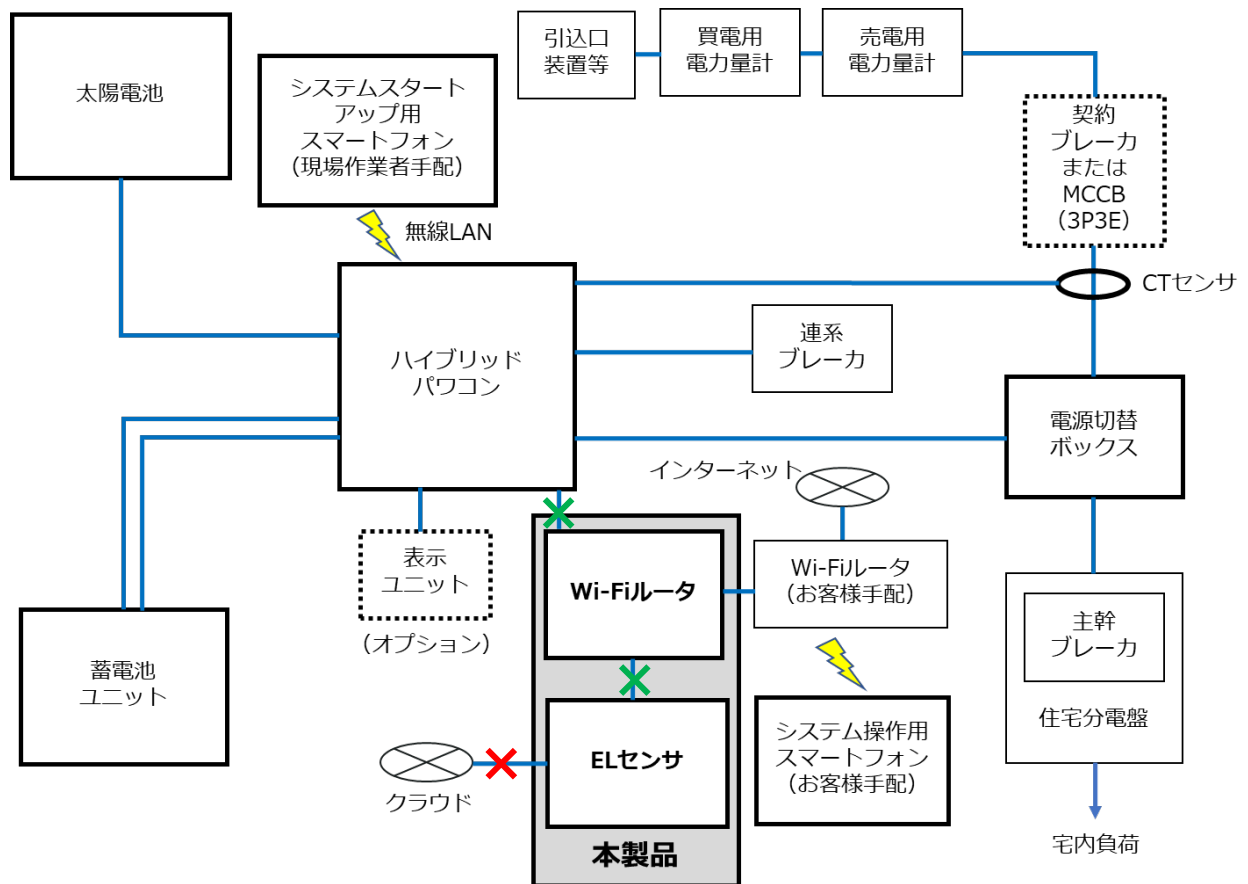 太陽電池
システムスタート
アップ用
スマートフォン
（現場作業者手配）
無線LAN
引込口
装置等
買電用
電力量計
売電用
電力量計
契約
ブレーカ
または
MCCB
（3P3E）
CTセンサ
ハイブリッド
パワコン
連系
ブレーカ
電源切替
ボックス
インターネット
表示
ユニット
（オプション）
Wi-Fiルータ
Wi-Fiルータ
（お客様手配）
主幹
ブレーカ
住宅分電盤
蓄電池
ユニット
クラウド
ELセンサ
システム操作用
スマートフォン
（お客様手配）
本製品
宅内負荷